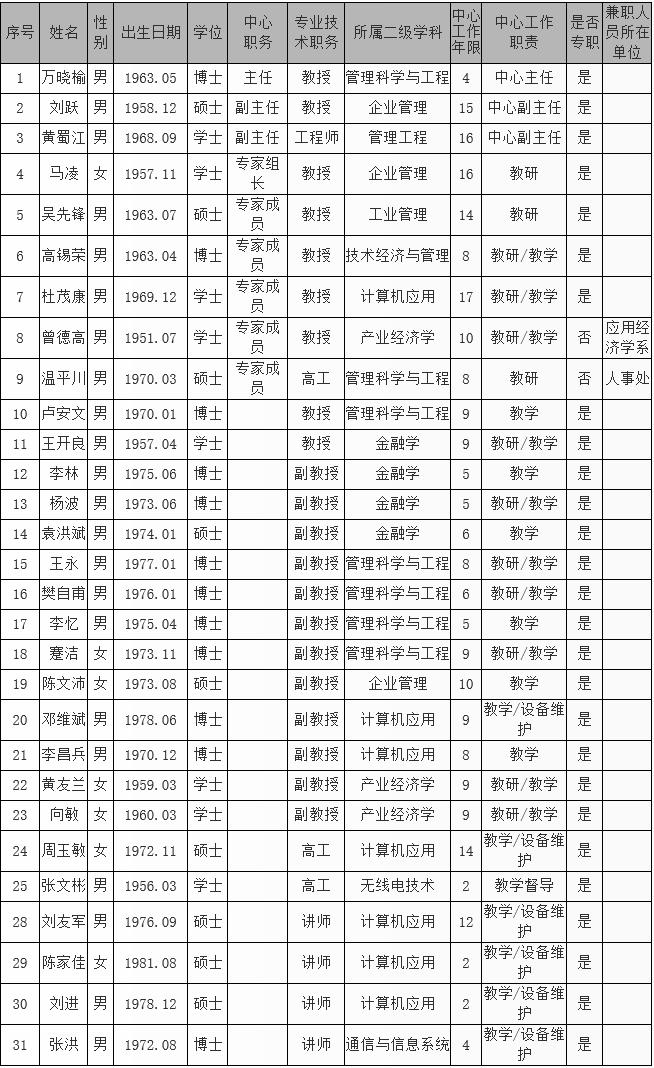 序号 姓名 性别 出生日期 学位 中心职务 专业技术职务 所属二级学科 中心工作年限 中心工作职责 是否专职 兼职人员所在单位
1 万晓榆 男 1963.05 博士 主任 教授 管理科学与工程 4 中心主任 是
2 刘跃 男 1958.12 硕士 副主任 教授 企业管理 15 中心副主任 是
3 黄蜀江 男 1968.09 学士 副主任 工程师 管理工程 16 中心副主任 是
4 马凌 女 1957.11 学士 专家组长 教授 企业管理 16 教研 是
5 吴先锋 男 1963.07 硕士 专家成员 教授 工业管理 14 教研 是
6 高锡荣 男 1963.04 博士 专家成员 教授 技术经济与管理 8 教研/教学 是
7 杜茂康 男 1969.12 学士 专家成员 教授 计算机应用 17 教研/教学 是
8 曾德高 男 1951.07 学士 专家成员 教授 产业经济学 10 教研/教学 否 应用经济学系
9 温平川 男 1970.03 硕士 专家成员 高工 管理科学与工程 8 教研 否 人事处
10 卢安文 男 1970.01 博士 教授 管理科学与工程 9 教学 是
11 王开良 男 1957.04 学士 教授 金融学 9 教研/教学 是
12 李林 男 1975.06 博士 副教授 金融学 5 教学 是
13 杨波 男 1973.06 博士 副教授 金融学 5 教研/教学 是
14 袁洪斌 男 1974.01 硕士 副教授 金融学 6 教学 是
15 王永 男 1977.01 博士 副教授 管理科学与工程 8 教研/教学 是
16 樊自甫 男 1976.01 博士 副教授 管理科学与工程 6 教研/教学 是
17 李忆 男 1975.04 博士 副教授 管理科学与工程 5 教学 是
18 蹇洁 女 1973.11 博士 副教授 管理科学与工程 9 教研/教学 是
19 陈文沛 女 1973.08 硕士 副教授 企业管理 10 教学 是
20 邓维斌 男 1978.06 博士 副教授 计算机应用 9 教学/设备维护 是
21 李昌兵 男 1970.12 博士 副教授 计算机应用 8 教学 是
22 黄友兰 女 1959.03 学士 副教授 产业经济学 9 教研/教学 是
23 向敏 女 1960.03 学士 副教授 产业经济学 9 教研/教学 是
24 周玉敏 女 1972.11 硕士 高工 计算机应用 14 教学/设备维护 是
25 张文彬 男 1956.03 学士 高工 无线电技术 2 教学督导 是
28 刘友军 男 1976.09 硕士 讲师 计算机应用 12 教学/设备维护 是
29 陈家佳 女 1981.08 硕士 讲师 计算机应用 2 教学/设备维护 是
30 刘进 男 1978.12 硕士 讲师 计算机应用 2 教学/设备维护 是
31 张洪 男 1972.08 博士 讲师 通信与信息系统 4 教学/设备维护 是